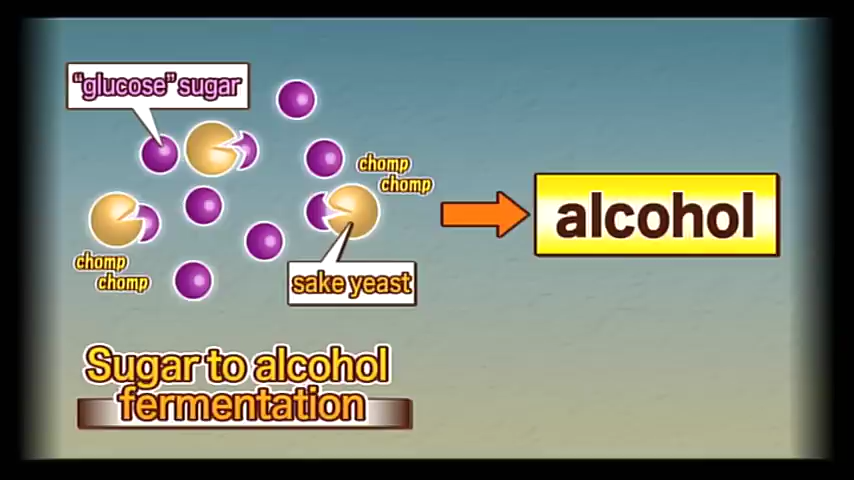 “glucose” sugar
chomp
chomp
alcohol
chomp
chomp
sake yeast
Sugar to alcohol
fermentation